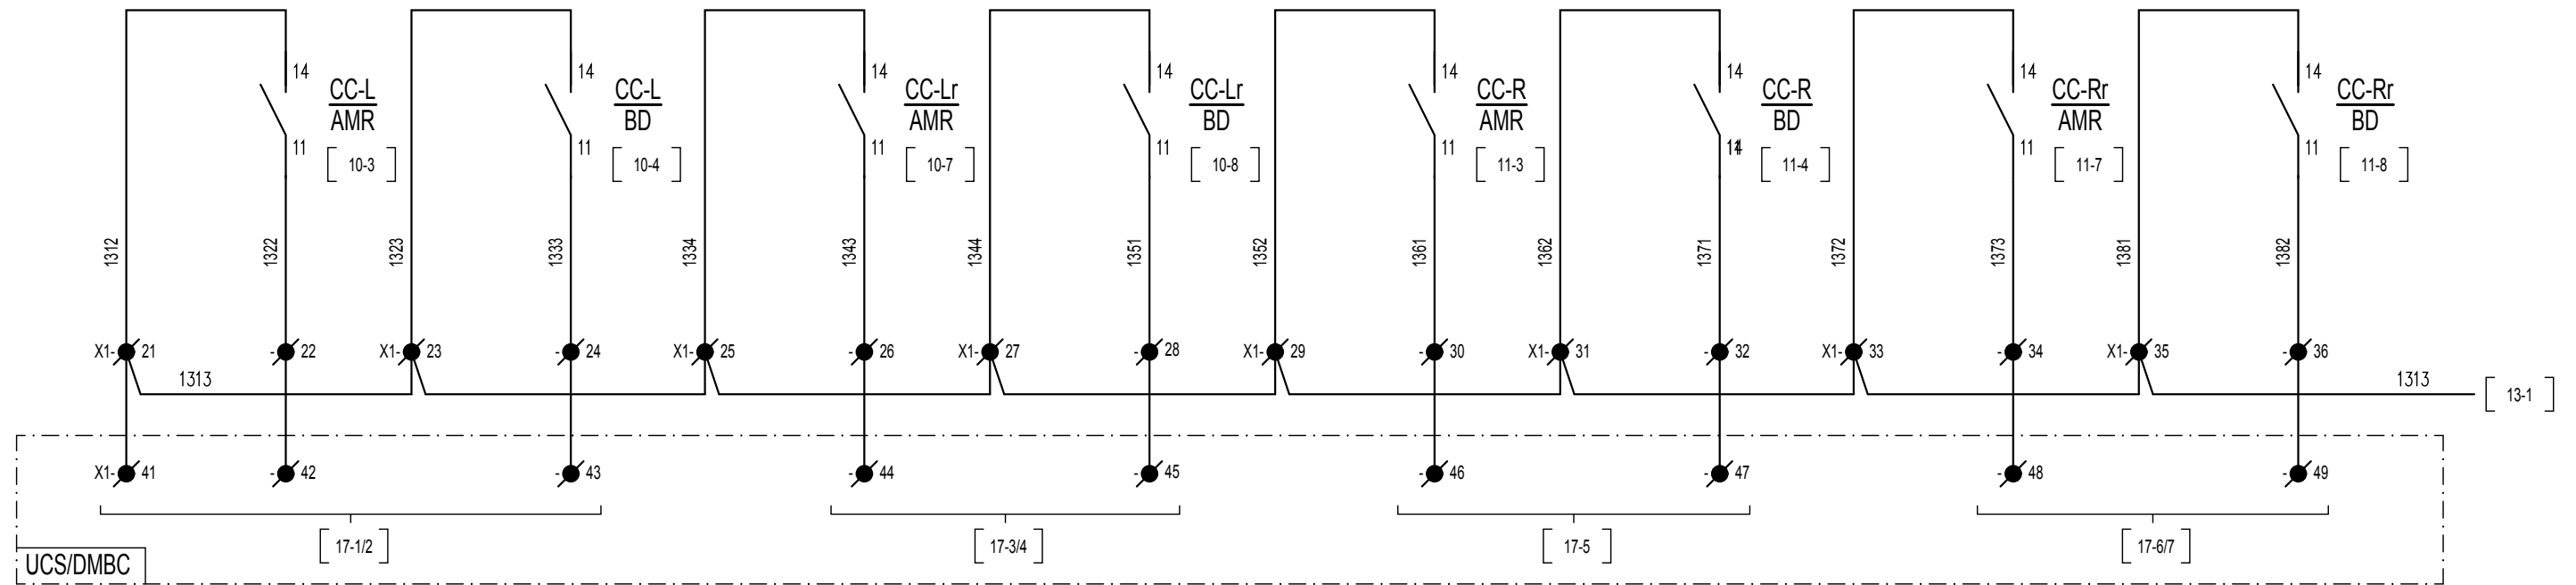 14 14 14 14 14 14 14 14
CC-L CC-L CC-Lr CC-Lr CC-R CC-R CC-Rr CC-Rr
AMR BD AMR BD AMR BD AMR BD
11 11 11 11 11 11 11
10-3 10-4 10-7 10-8 11-3 11-4 11-7 11-8
1312 1322 1323 1333 1334 1343 1344 1351 1352 1361 1362 1371 1372 1373 1381 1382
X1- 21 - 22 X1- 23 - 24 X1- 25 - 26 X1- 27 - 28 X1- 29 - 30 X1- 31 - 32 X1- 33 - 34 X1- 35 - 36
1313 1313
13-1
X1- 41 - 42 - 43 - 44 - 45 - 46 - 47 - 48 - 49
17-1/2 17-3/4 17-5 17-6/7
UCS/DMBC